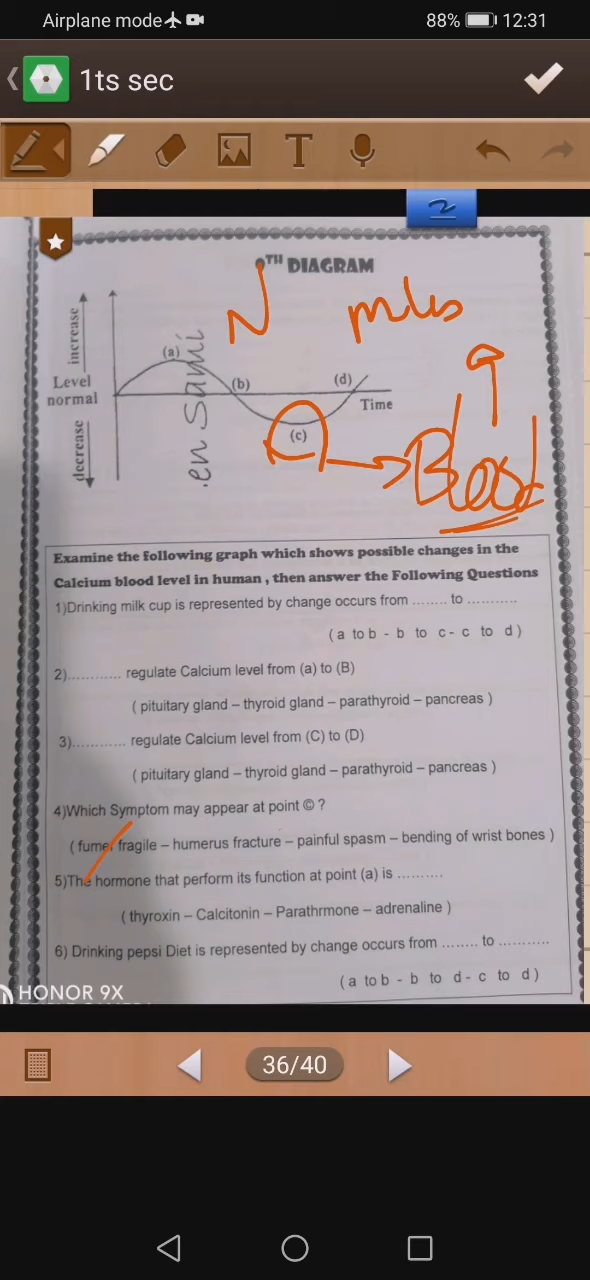 Airplane mode 88% 12:31
1ts sec
T
2
TH DIAGRAM
N
increase
Level
normal
decrease
(a)
(b)
(c)
(d)
Time
.en Sami
Blood
Examine the following graph which shows possible changes in the
Calcium blood level in human , then answer the Following Questions
1)Drinking milk cup is represented by change occurs from ........ to ...........
( a to b - b to c - c to d )
2)............ regulate Calcium level from (a) to (B)
( pituitary gland – thyroid gland – parathyroid – pancreas )
3)............ regulate Calcium level from (C) to (D)
( pituitary gland – thyroid gland – parathyroid – pancreas )
4)Which Symptom may appear at point © ?
( fumer fragile – humerus fracture – painful spasm – bending of wrist bones )
5)The hormone that perform its function at point (a) is ..........
( thyroxin – Calcitonin – Parathrmone – adrenaline )
6) Drinking pepsi Diet is represented by change occurs from ........ to ...........
( a to b - b to d - c to d )
HONOR 9X
36/40